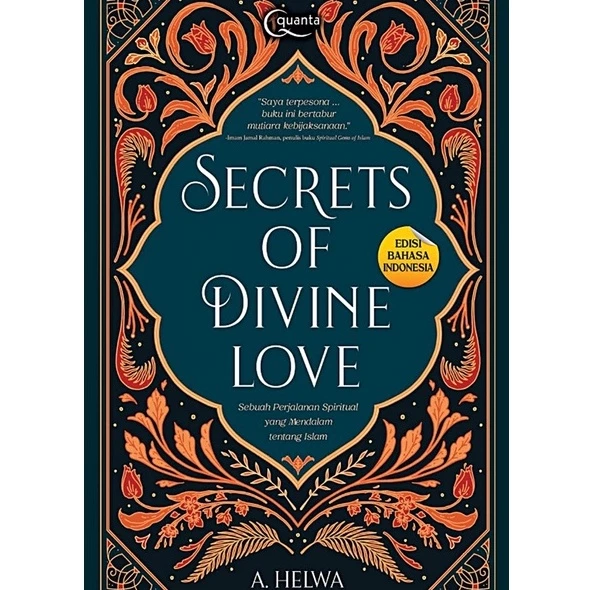 quanta
"Saya terpesona ...
buku ini bertabur
mutiara kebijaksanaan."
-Imam Jamal Rahman, penulis buku Spiritual Gems of Islam
SECRETS
OF
DIVINE
LOVE
EDISI
BAHASA
INDONESIA
Sebuah Perjalanan Spiritual
yang Mendalam
tentang Islam
A. HELWA